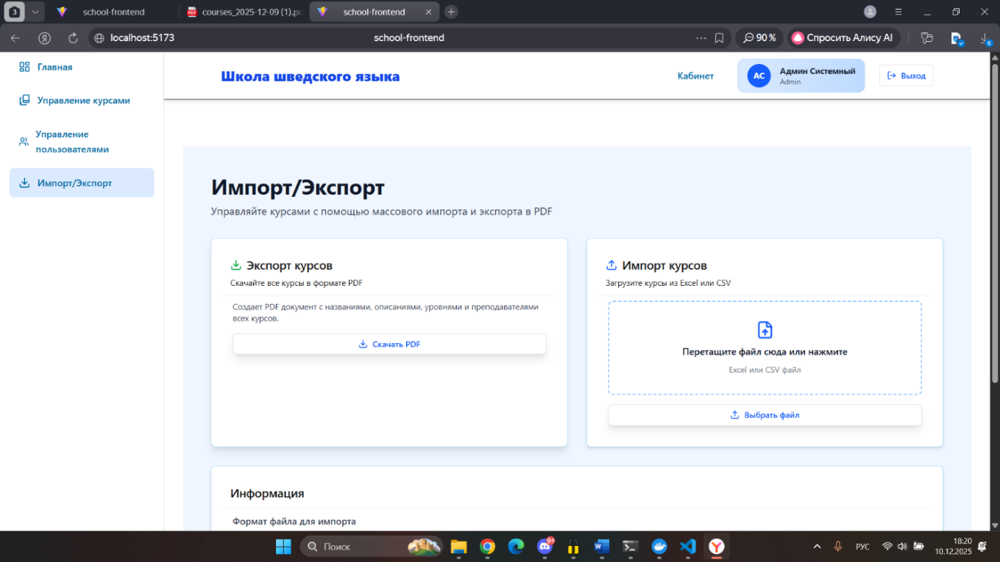 3
school-frontend
courses_2025-12-09 (1).pd
school-frontend
localhost:5173
school-frontend
90 %
Спросить Алису AI
6
Главная
Управление курсами
Управление
пользователями
Импорт/Экспорт
Школа шведского языка
Кабинет
АС
Админ Системный
Admin
Выход
Импорт/Экспорт
Управляйте курсами с помощью массового импорта и экспорта в PDF
Экспорт курсов
Скачайте все курсы в формате PDF
Создает PDF документ с названиями, описаниями, уровнями и преподавателями
всех курсов.
Скачать PDF
Импорт курсов
Загрузите курсы из Excel или CSV
Перетащите файл сюда или нажмите
Excel или CSV файл
Выбрать файл
Информация
Формат файла для импорта
Поиск
РУС
18:20
10.12.2025